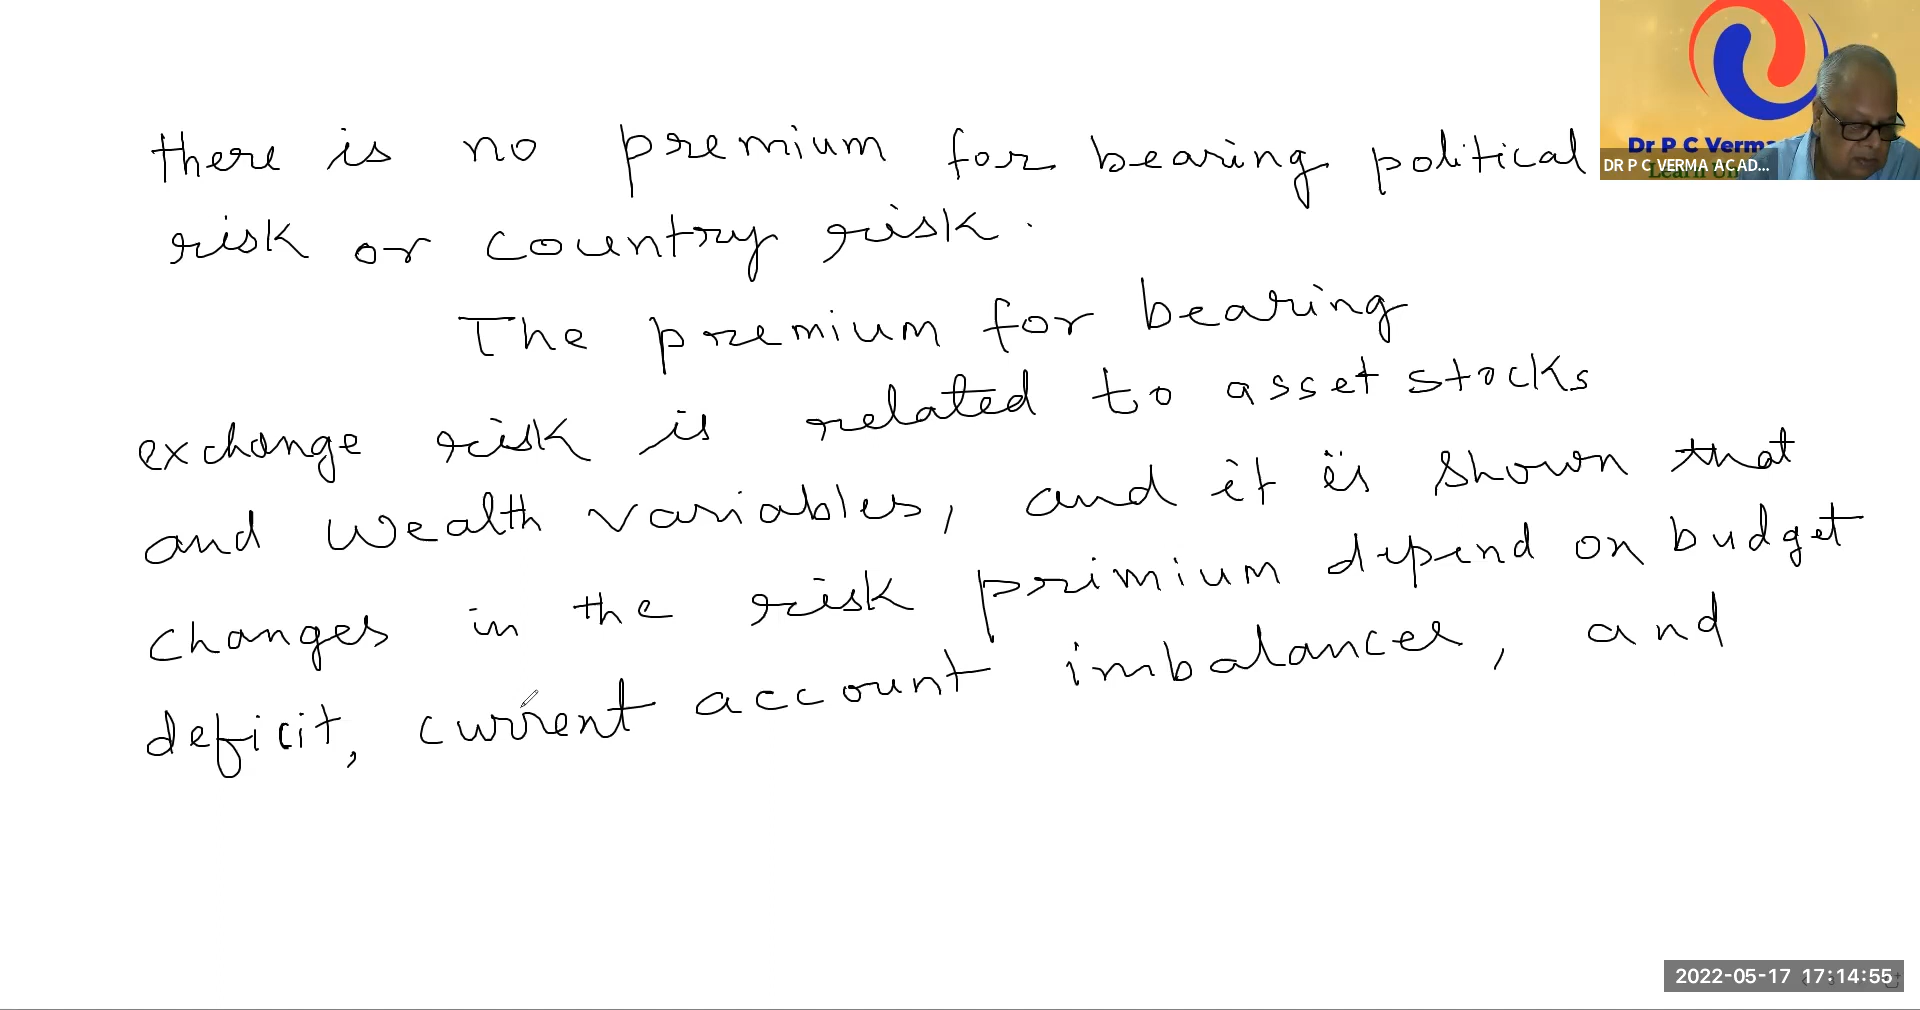 there is no premium for bearing political
risk or country risk.
The premium for bearing
exchange risk is related to asset stocks
and wealth variables, and it is shown that
changes in the risk primium depend on budget
deficit, current account imbalances, and
Dr P C Verma
DR P C VERMA ACAD...
Learn
2022-05-17 17:14:55